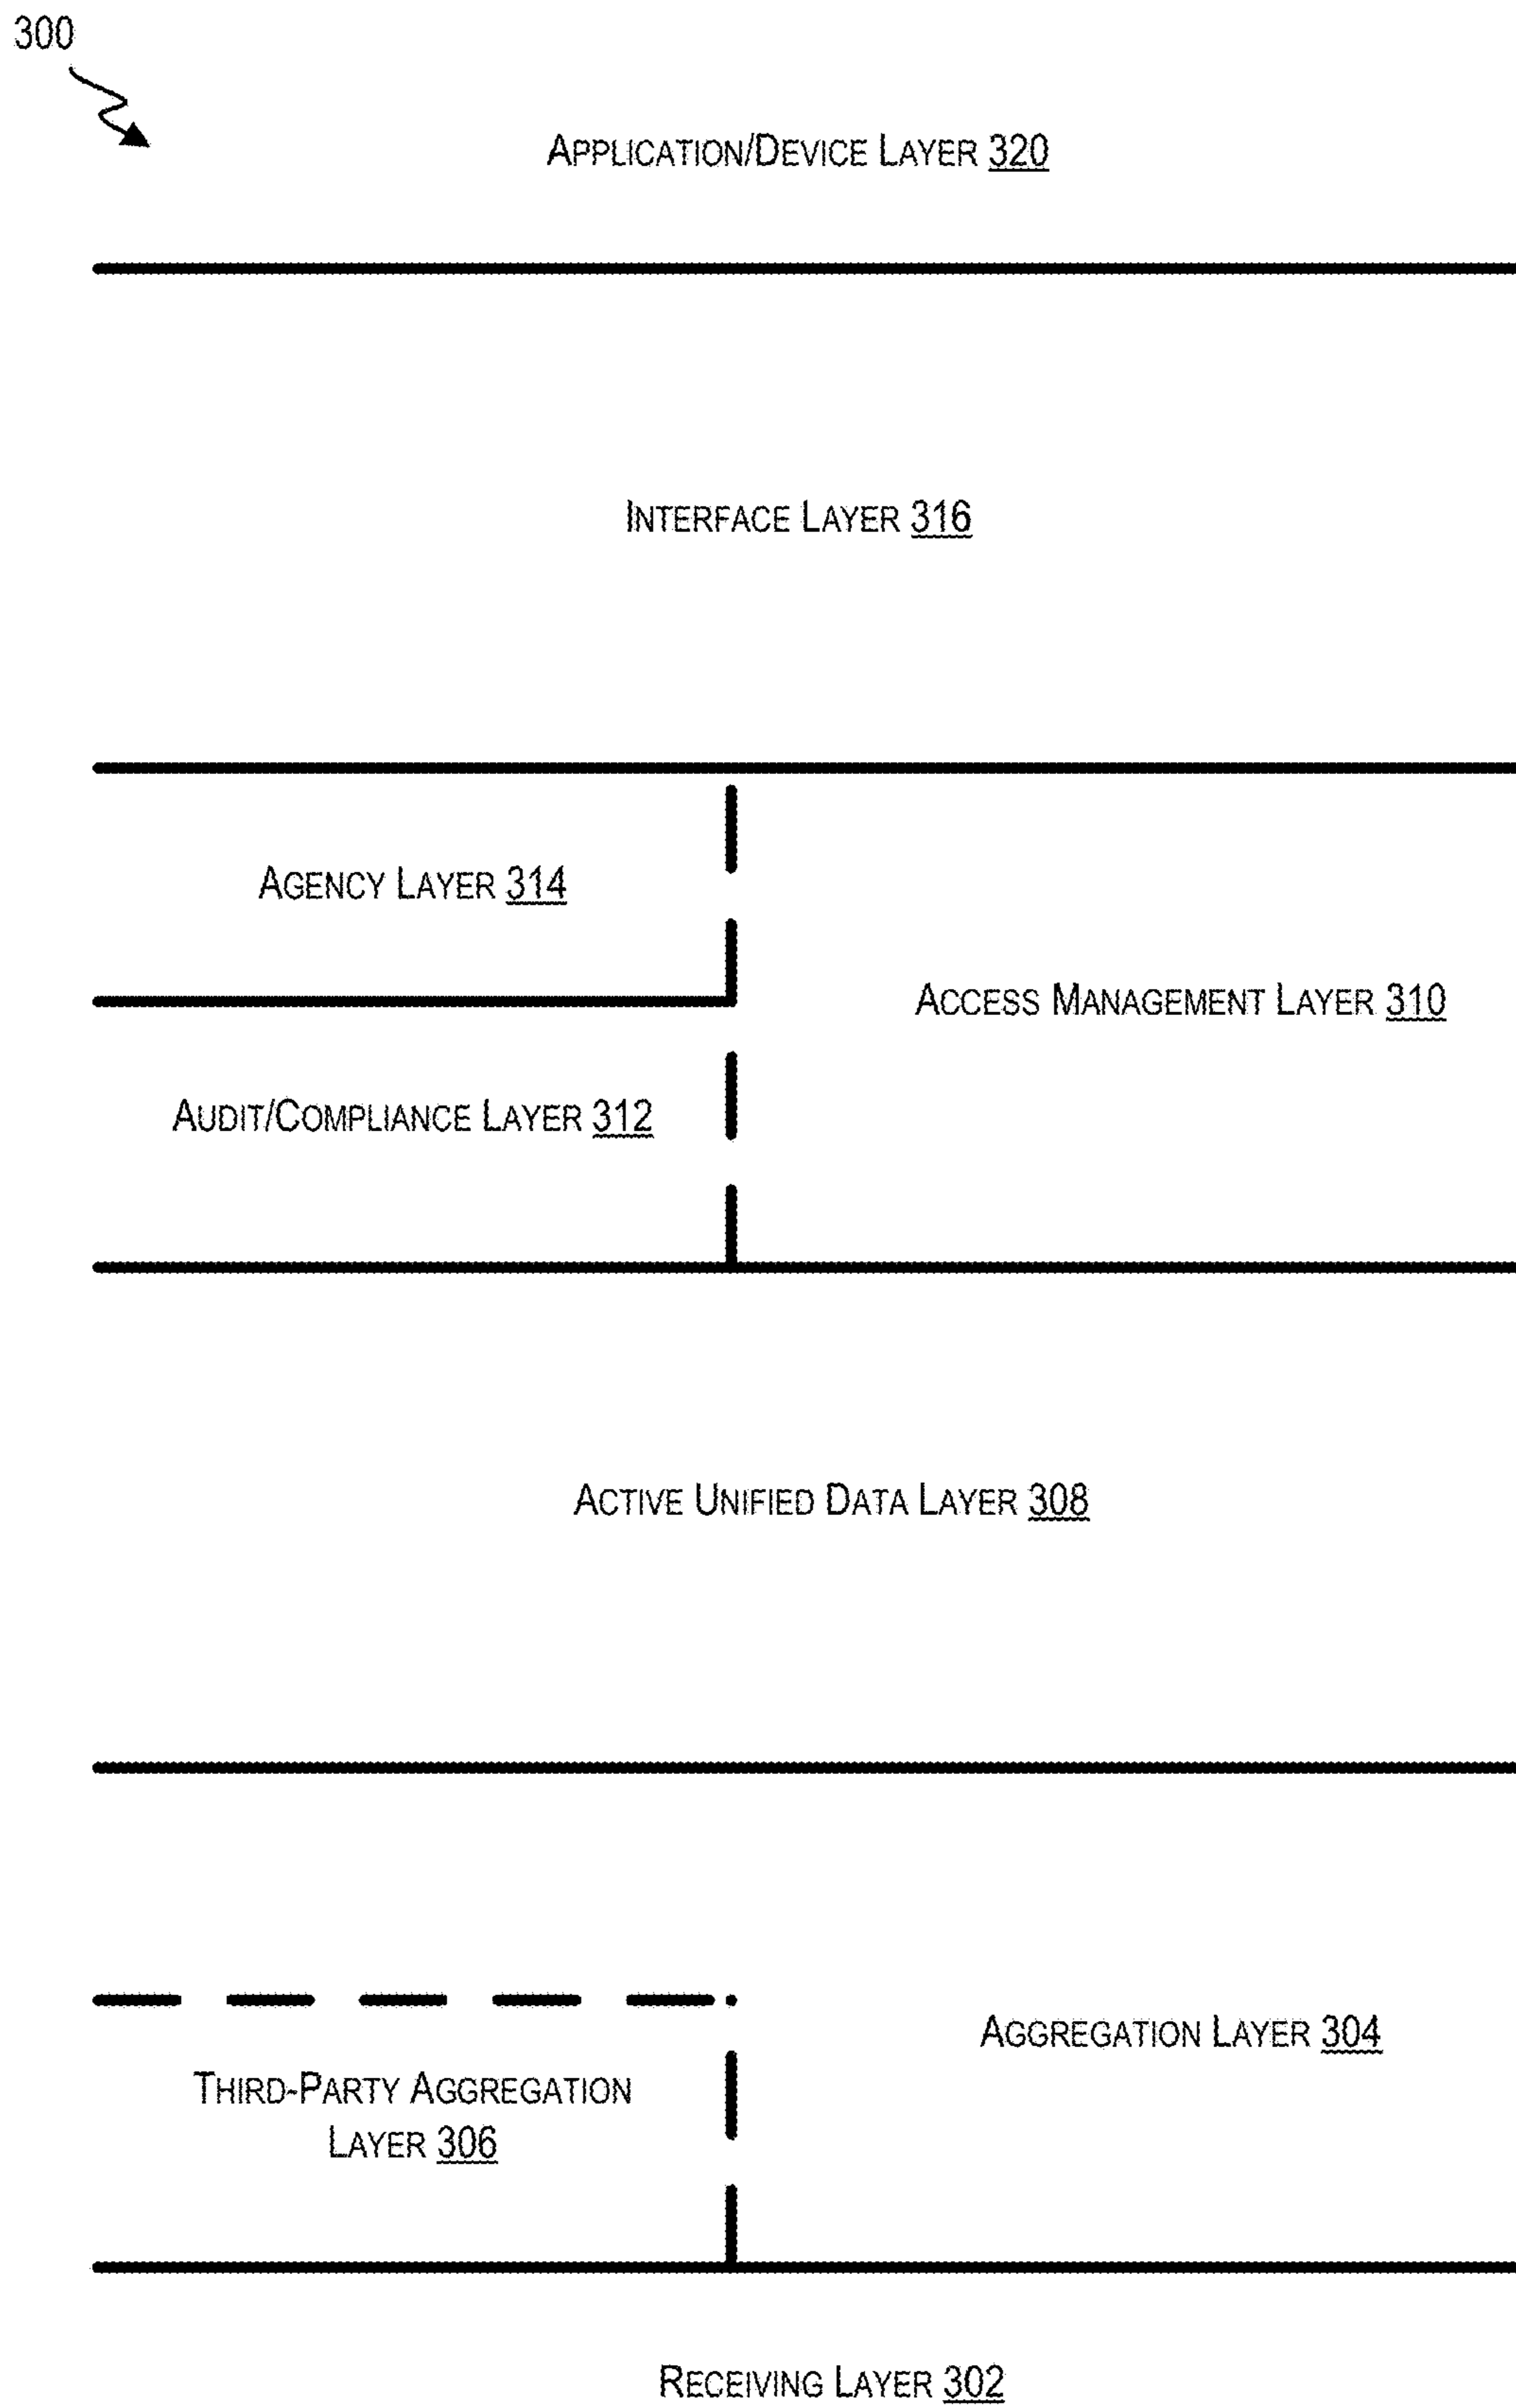 300
APPLICATION/DEVICE LAYER 320
INTERFACE LAYER 316
AGENCY LAYER 314
ACCESS MANAGEMENT LAYER 310
AUDIT/COMPLIANCE LAYER 312
ACTIVE UNIFIED DATA LAYER 308
AGGREGATION LAYER 304
THIRD-PARTY AGGREGATION
LAYER 306
RECEIVING LAYER 302